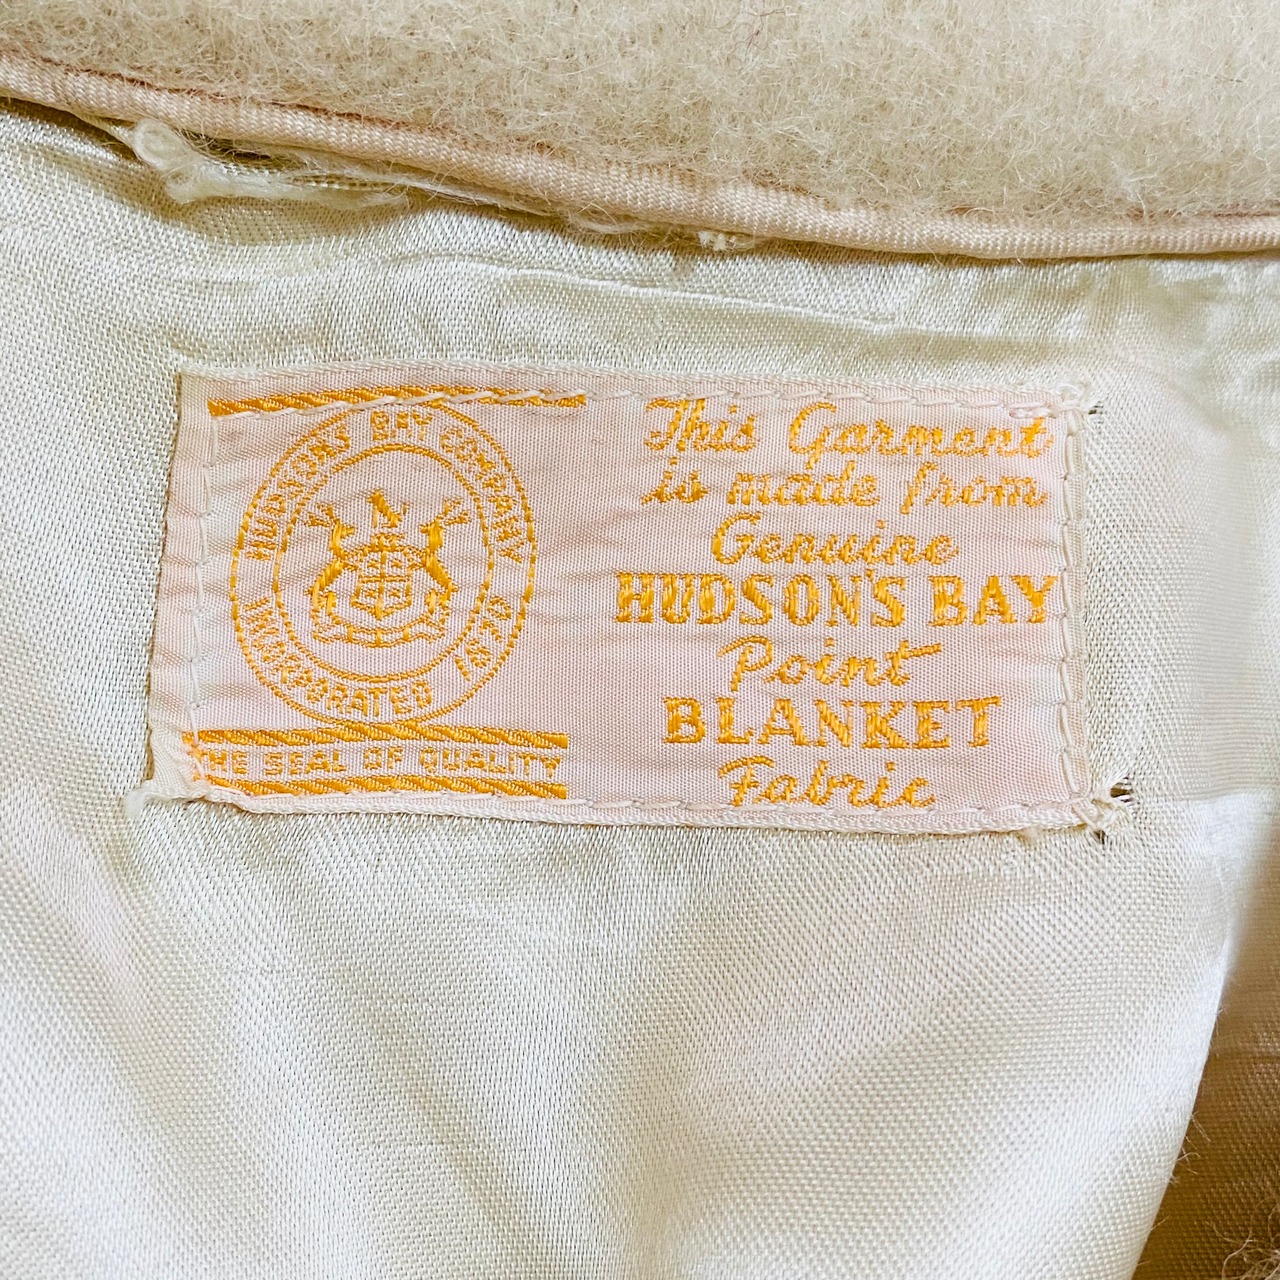 HUDSON'S BAY COMPANY
INCORPORATED 1670
THE SEAL OF QUALITY
This Garment
is made from
Genuine
HUDSON'S BAY
Point
BLANKET
Fabric